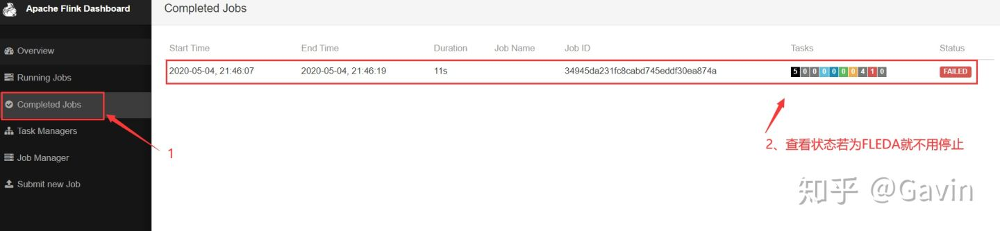 Apache Flink Dashboard
Completed Jobs
Overview
Running Jobs
Completed Jobs
Task Managers
Job Manager
Submit new Job
Start Time End Time Duration Job Name Job ID Tasks Status
2020-05-04, 21:46:07 2020-05-04, 21:46:19 11s 34945da231fc8cabd745eddf30ea874a 5 0 0 0 0 0 0 4 1 0 FAILED
1
2、查看状态若为FLEDA就不用停止
知乎 @Gavin